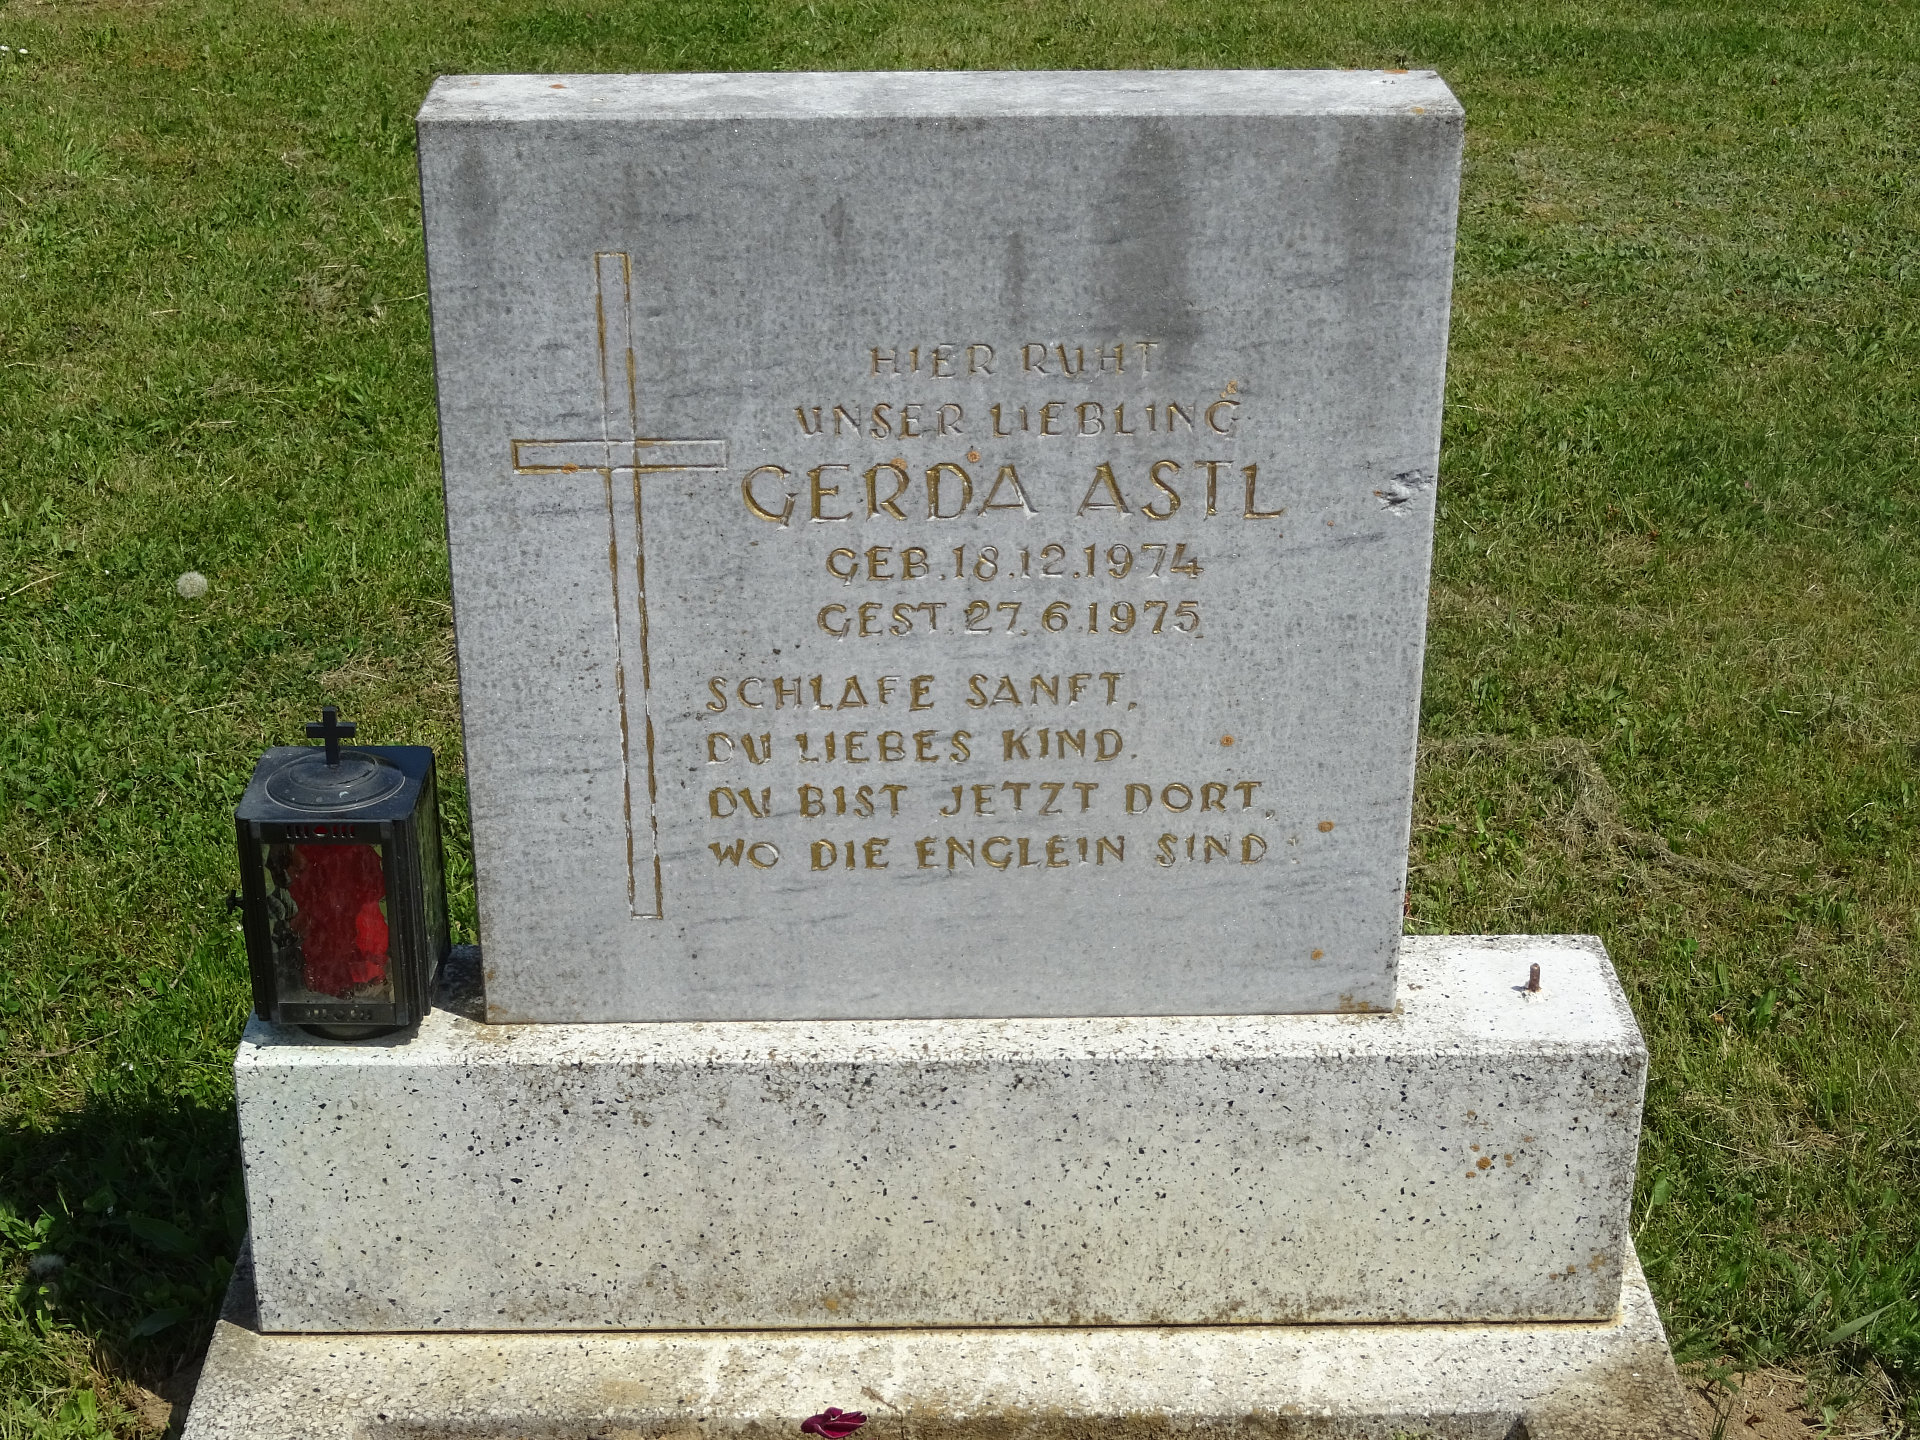 HIER RUHT
UNSER LIEBLING
GERDA ASTL
GEB. 18.12.1974
GEST. 27.6.1975
SCHLAFE SANFT,
DU LIEBES KIND.
DU BIST JETZT DORT,
WO DIE ENGLEIN SIND!